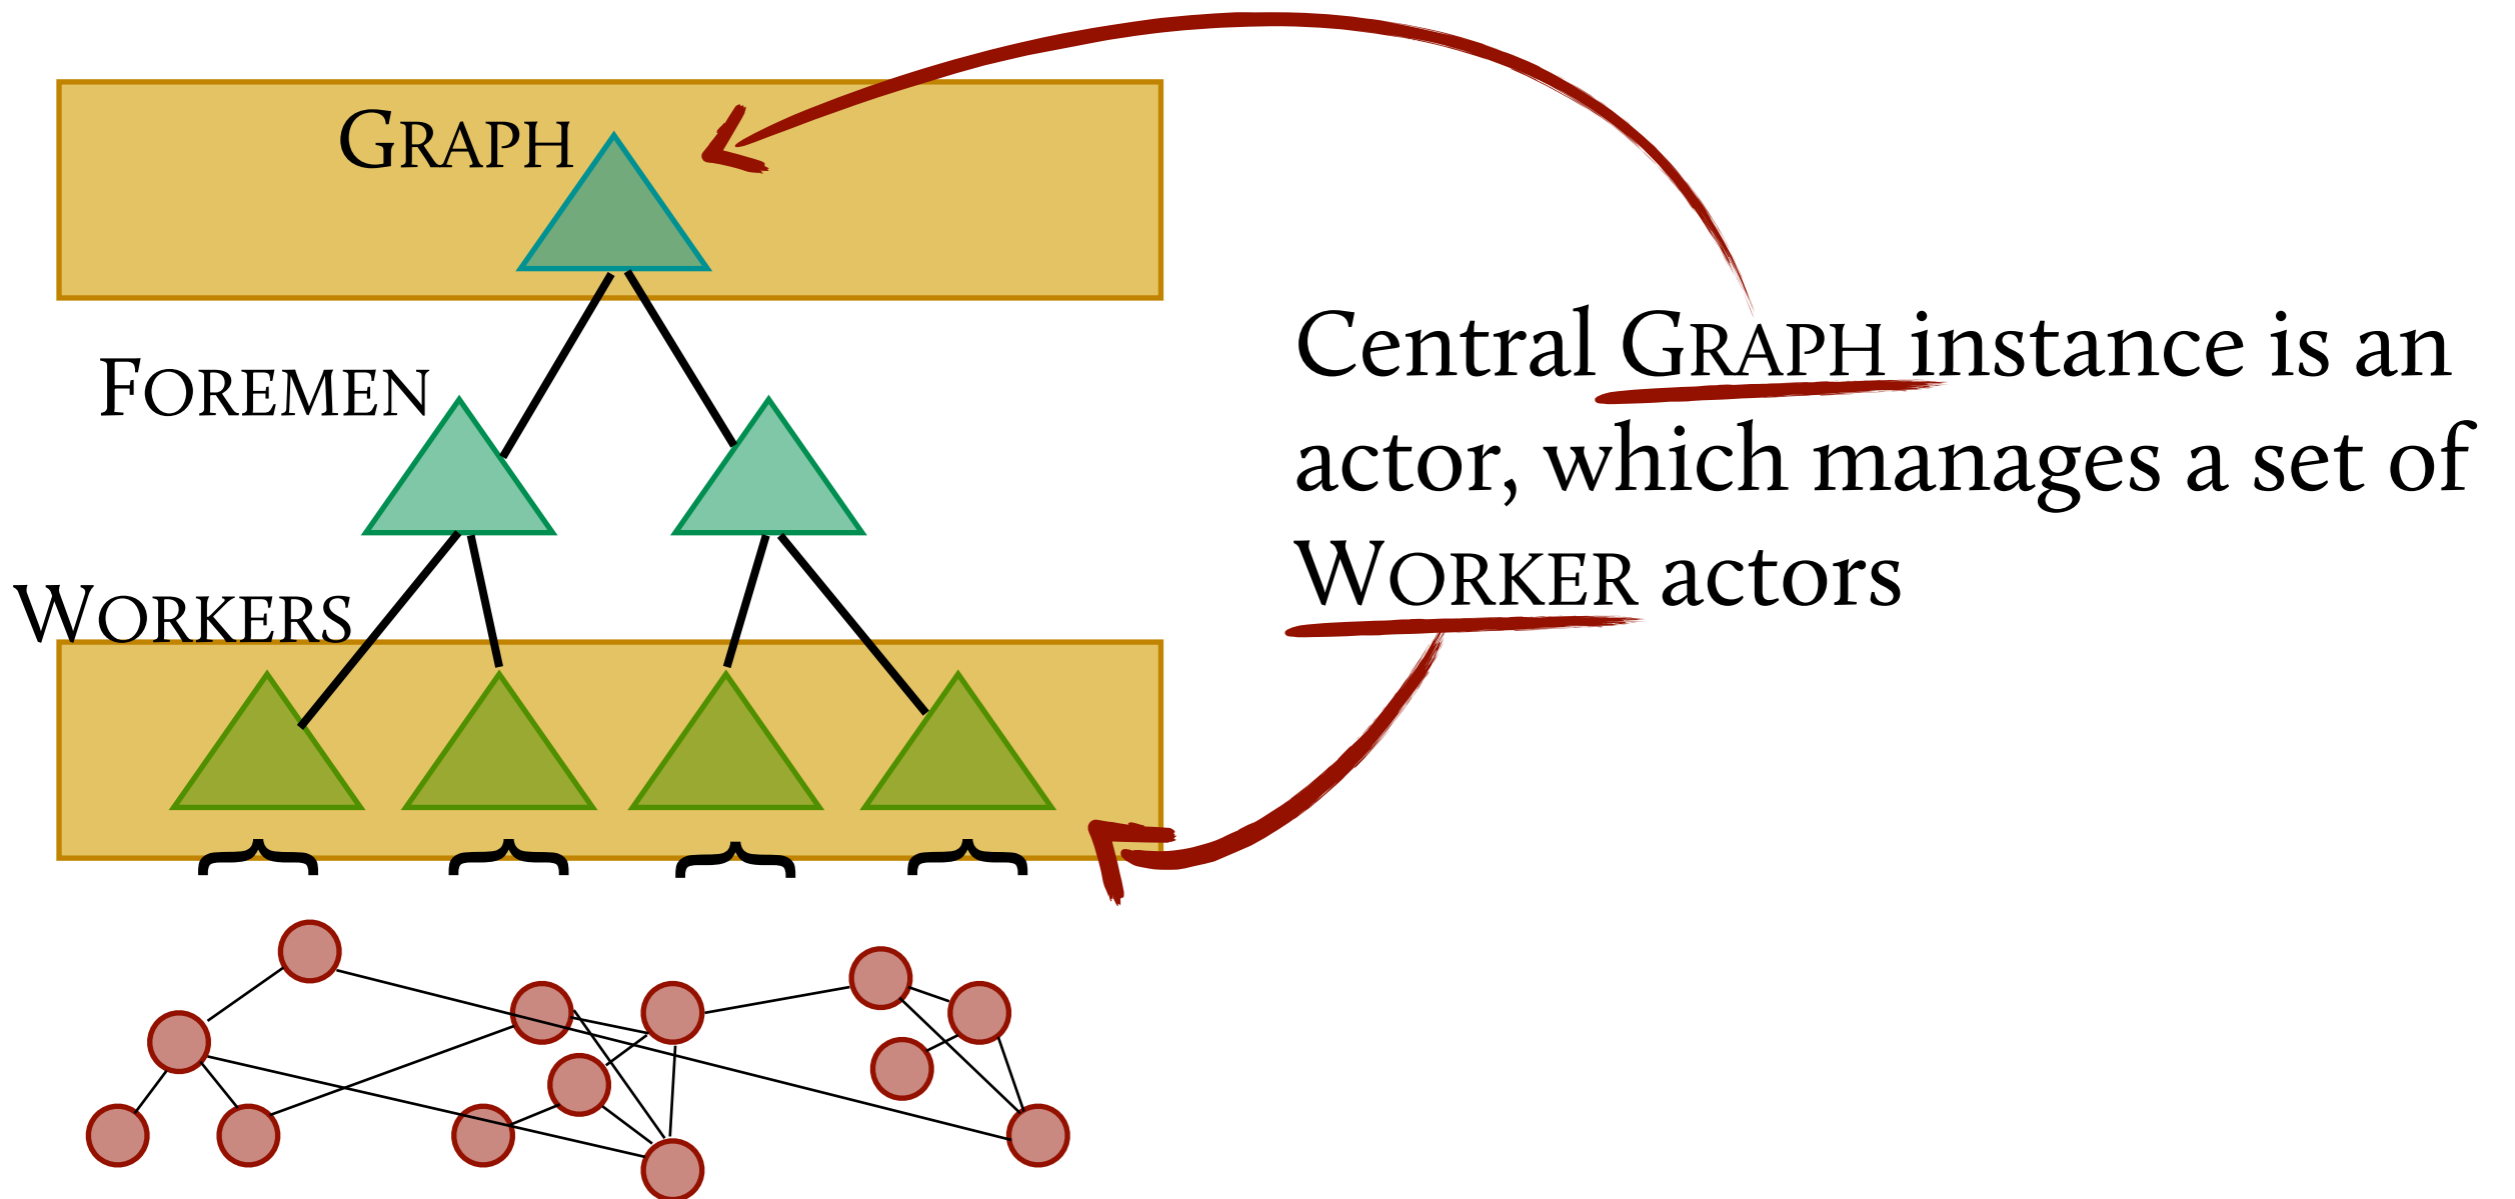 Graph
Foremen
Workers
Central Graph instance is an
actor, which manages a set of
Worker actors